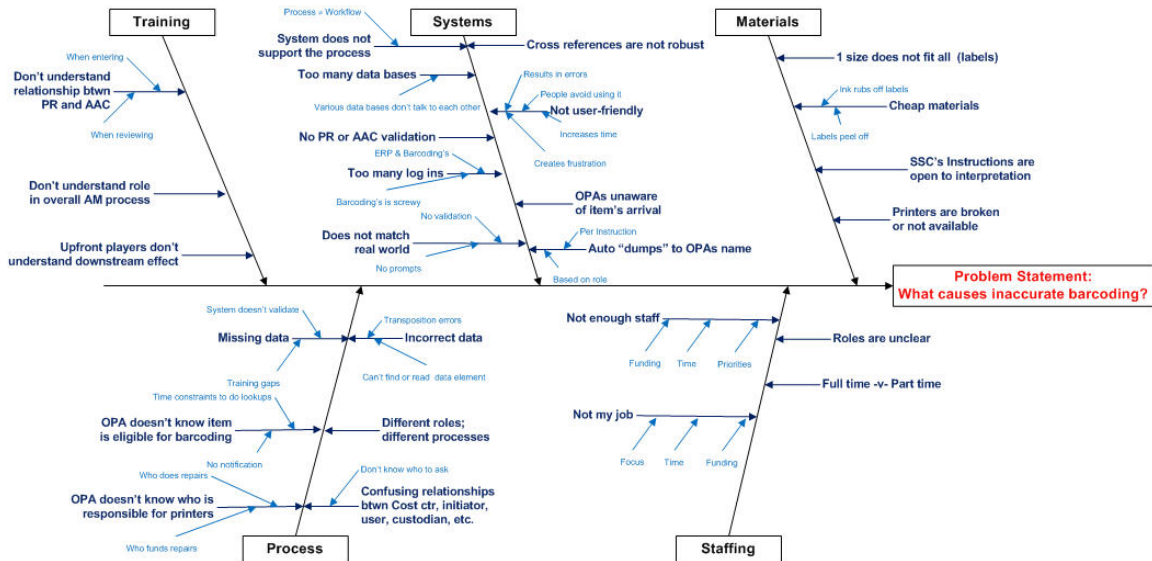 Training
When entering
Don't understand
relationship btwn
PR and AAC
When reviewing
Don't understand role
in overall AM process
Upfront players don't
understand downstream effect
Systems
Process ≠ Workflow
System does not
support the process
Cross references are not robust
Too many data bases
Various data bases don't talk to each other
Results in errors
People avoid using it
Not user-friendly
Increases time
Creates frustration
No PR or AAC validation
ERP & Barcoding's
Too many log ins
Barcoding's is screwy
OPAs unaware
of item's arrival
No validation
Does not match
real world
No prompts
Per Instruction
Auto “dumps” to OPAs name
Based on role
Materials
1 size does not fit all (labels)
Ink rubs off labels
Cheap materials
Labels peel off
SSC's Instructions are
open to interpretation
Printers are broken
or not available
Problem Statement:
What causes inaccurate barcoding?
System doesn't validate
Missing data
Training gaps
Transposition errors
Incorrect data
Can't find or read data element
Time constraints to do lookups
OPA doesn't know item
is eligible for barcoding
No notification
Different roles;
different processes
Who does repairs
OPA doesn't know who is
responsible for printers
Who funds repairs
Don't know who to ask
Confusing relationships
btwn Cost ctr, initiator,
user, custodian, etc.
Process
Not enough staff
Funding
Time
Priorities
Roles are unclear
Full time -v- Part time
Not my job
Focus
Time
Funding
Staffing